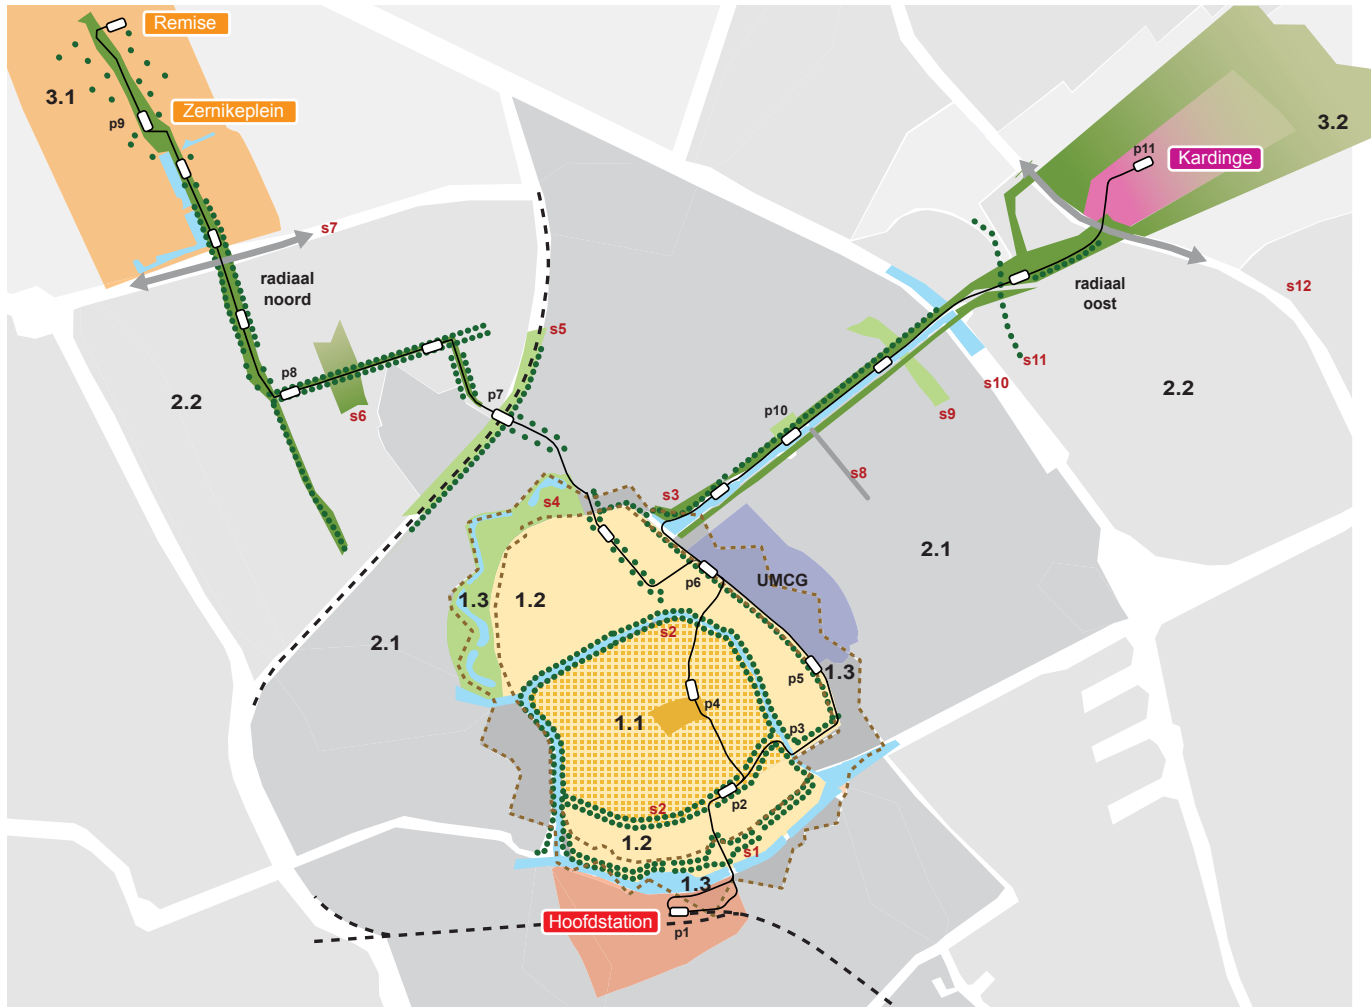 Remise
3.1
Zernikeplein
p9
3.2
p11
Kardinge
s7
radiaal
noord
radiaal
oost
s12
s5
s11
p8
p7
s10
2.2
s6
2.2
s9
p10
s8
s3
s4
2.1
UMCG
p6
1.3
1.2
2.1
s2
p5
1.3
p4
1.1
p3
p2
s2
1.2
s1
1.3
Hoofdstation
p1